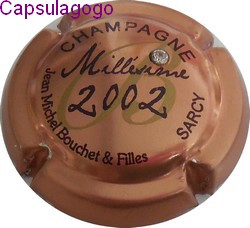 Capsulagogo
CHAMPAGNE
Millésime
2002
Jean Michel Bouchet & Filles
SARCY